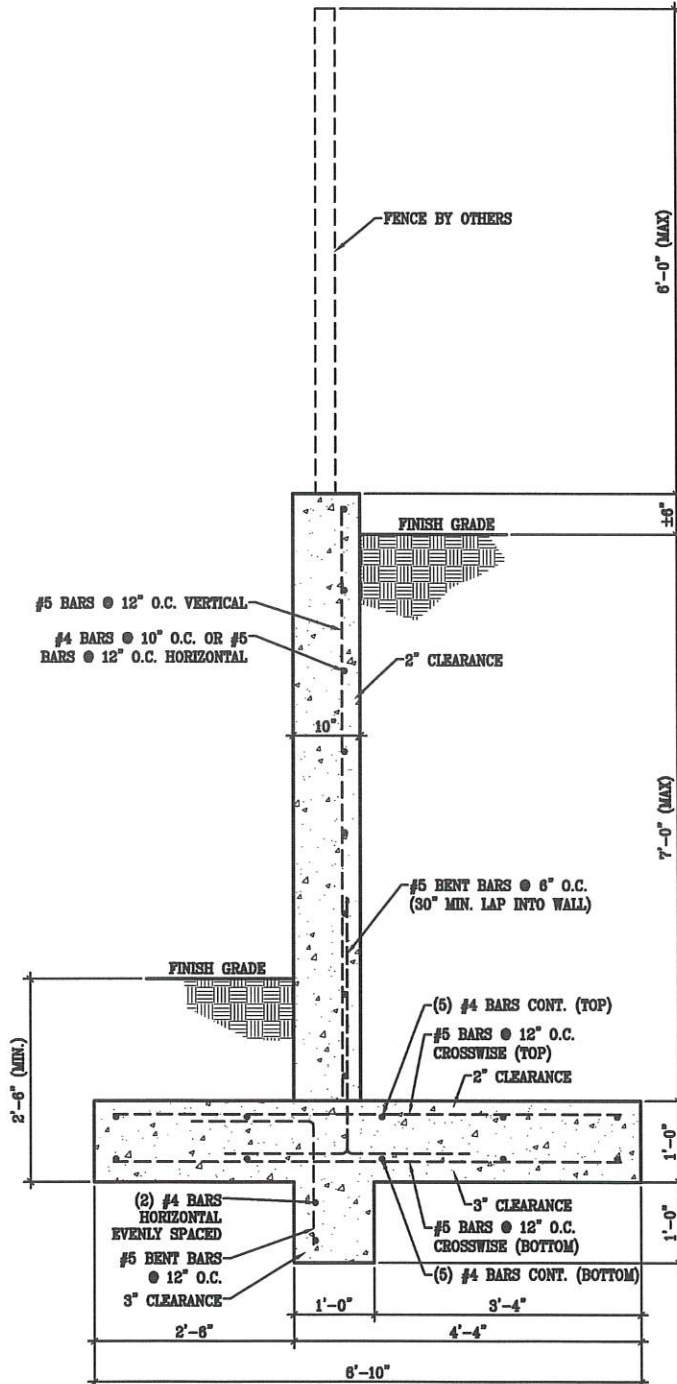 6'-0" (MAX)
FENCE BY OTHERS
±6"
FINISH GRADE
#5 BARS @ 12" O.C. VERTICAL
#4 BARS @ 10" O.C. OR #5
BARS @ 12" O.C. HORIZONTAL
2" CLEARANCE
10"
7'-0" (MAX)
#5 BENT BARS @ 6" O.C.
(30" MIN. LAP INTO WALL)
FINISH GRADE
2'-6" (MIN.)
(5) #4 BARS CONT. (TOP)
#5 BARS @ 12" O.C.
CROSSWISE (TOP)
2" CLEARANCE
1'-0"
(2) #4 BARS
HORIZONTAL
EVENLY SPACED
#5 BENT BARS
@ 12" O.C.
3" CLEARANCE
3" CLEARANCE
#5 BARS @ 12" O.C.
CROSSWISE (BOTTOM)
(5) #4 BARS CONT. (BOTTOM)
1'-0"
1'-0"
3'-4"
2'-6"
4'-4"
6'-10"